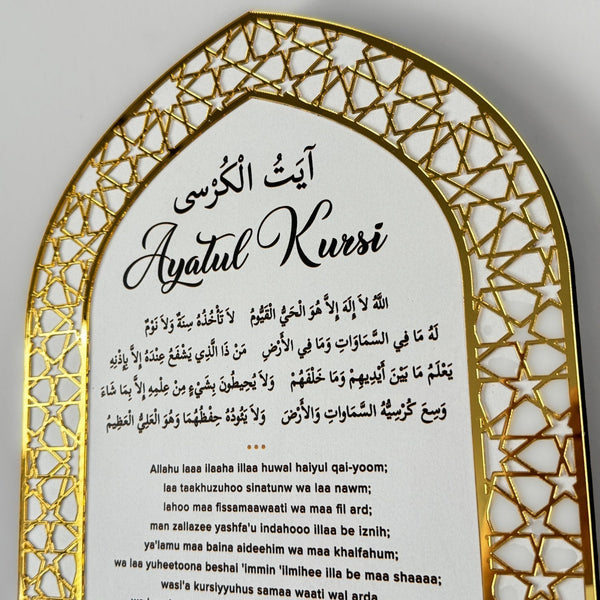 آيَتُ الْكُرْسى
Ayatul Kursi
اللَّهُ لاَ إِلَهَ إِلاَّ هُوَ الْحَيُّ الْقَيُّومُ لاَ تَأْخُذُهُ سِنَةٌ وَلاَ نَوْمٌ
لَهُ مَا فِي السَّمَاوَاتِ وَمَا فِي الأَرْضِ مَنْ ذَا الَّذِي يَشْفَعُ عِنْدَهُ إِلاَّ بِإِذْنِهِ
يَعْلَمُ مَا بَيْنَ أَيْدِيهِمْ وَمَا خَلْفَهُمْ وَلاَ يُحِيطُونَ بِشَيْءٍ مِنْ عِلْمِهِ إِلاَّ بِمَا شَاءَ
وَسِعَ كُرْسِيُّهُ السَّمَاواتِ وَالأَرْضَ وَلاَ يَئُودُهُ حِفْظُهُمَا وَهُوَ الْعَلِيُّ الْعَظِيمُ
Allahu laaa ilaaha illaa huwal haiyul qai-yoom;
laa taakhuzuhoo sinatunw wa laa nawm;
lahoo maa fissamaawaati wa maa fil ard;
man zallazee yashfa'u indahooo illaa be iznih;
ya'lamu maa baina aideehim wa maa khalfahum;
wa laa yuheetoona beshai 'immin 'ilmihee illa be maa shaaaa;
wasi'a kursiyyuhus samaa waati wal arda